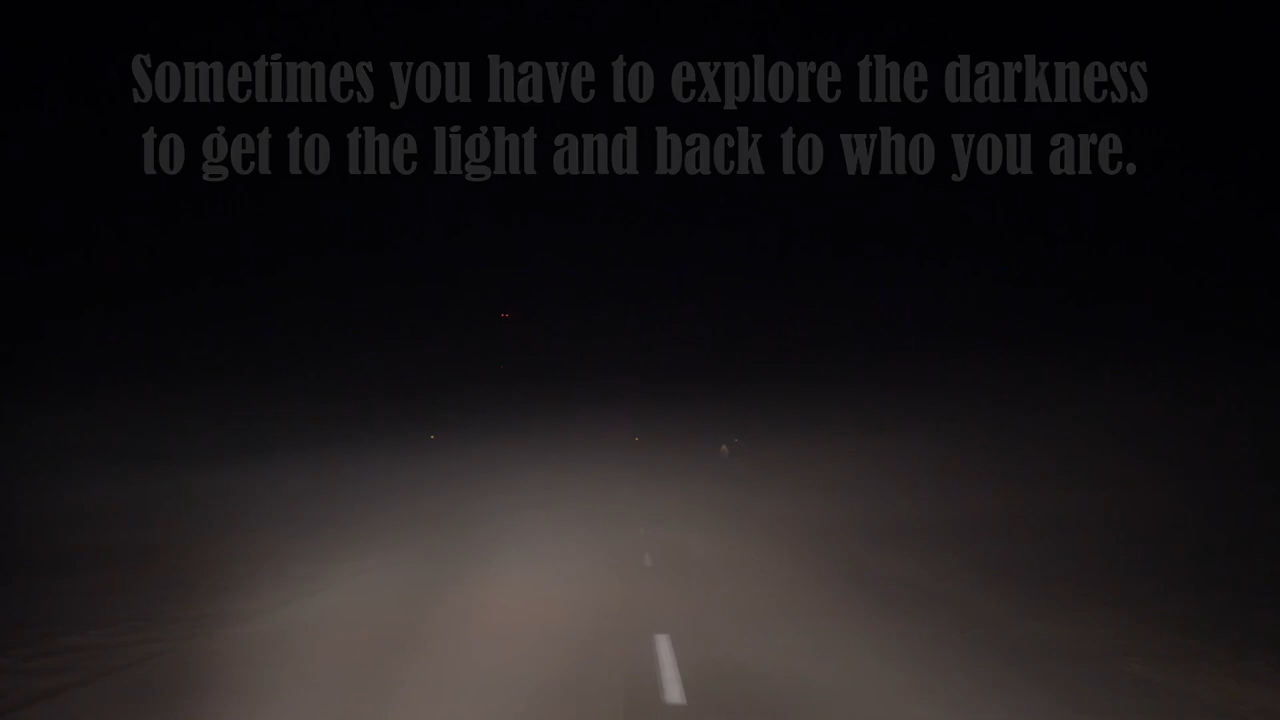 Sometimes you have to explore the darkness
to get to the light and back to who you are.